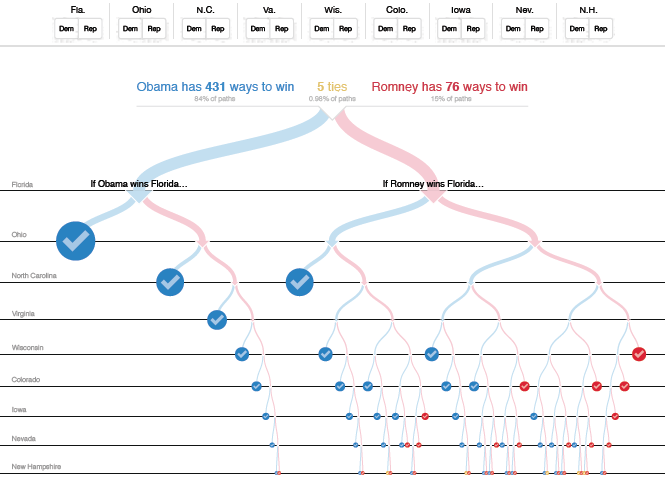 Fla. Ohio N.C. Va. Wis. Colo. Iowa Nev. N.H.
Dem Rep Dem Rep Dem Rep Dem Rep Dem Rep Dem Rep Dem Rep Dem Rep Dem Rep
Obama has 431 ways to win 5 ties Romney has 76 ways to win
84% of paths 0.98% of paths 15% of paths
Florida If Obama wins Florida... If Romney wins Florida...
Ohio
North Carolina
Virginia
Wisconsin
Colorado
Iowa
Nevada
New Hampshire